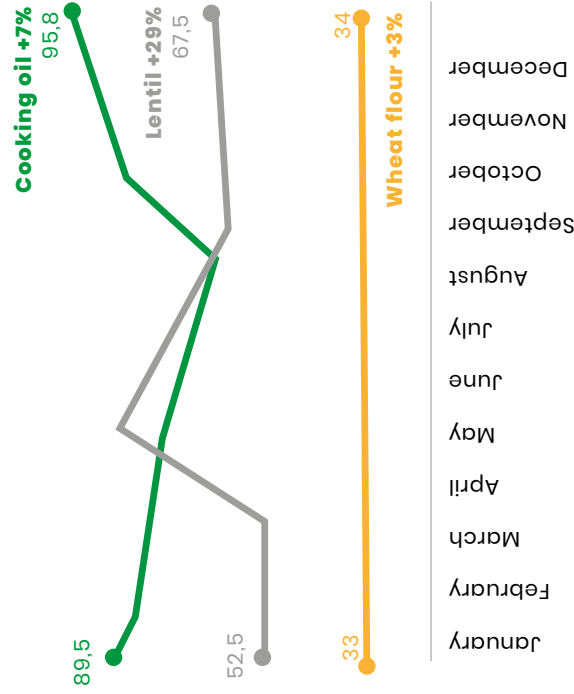 Cooking oil +7%
95,8
89,5
Lentil +29%
67,5
52,5
Wheat flour +3%
34
33
January
February
March
April
May
June
July
August
September
October
November
December